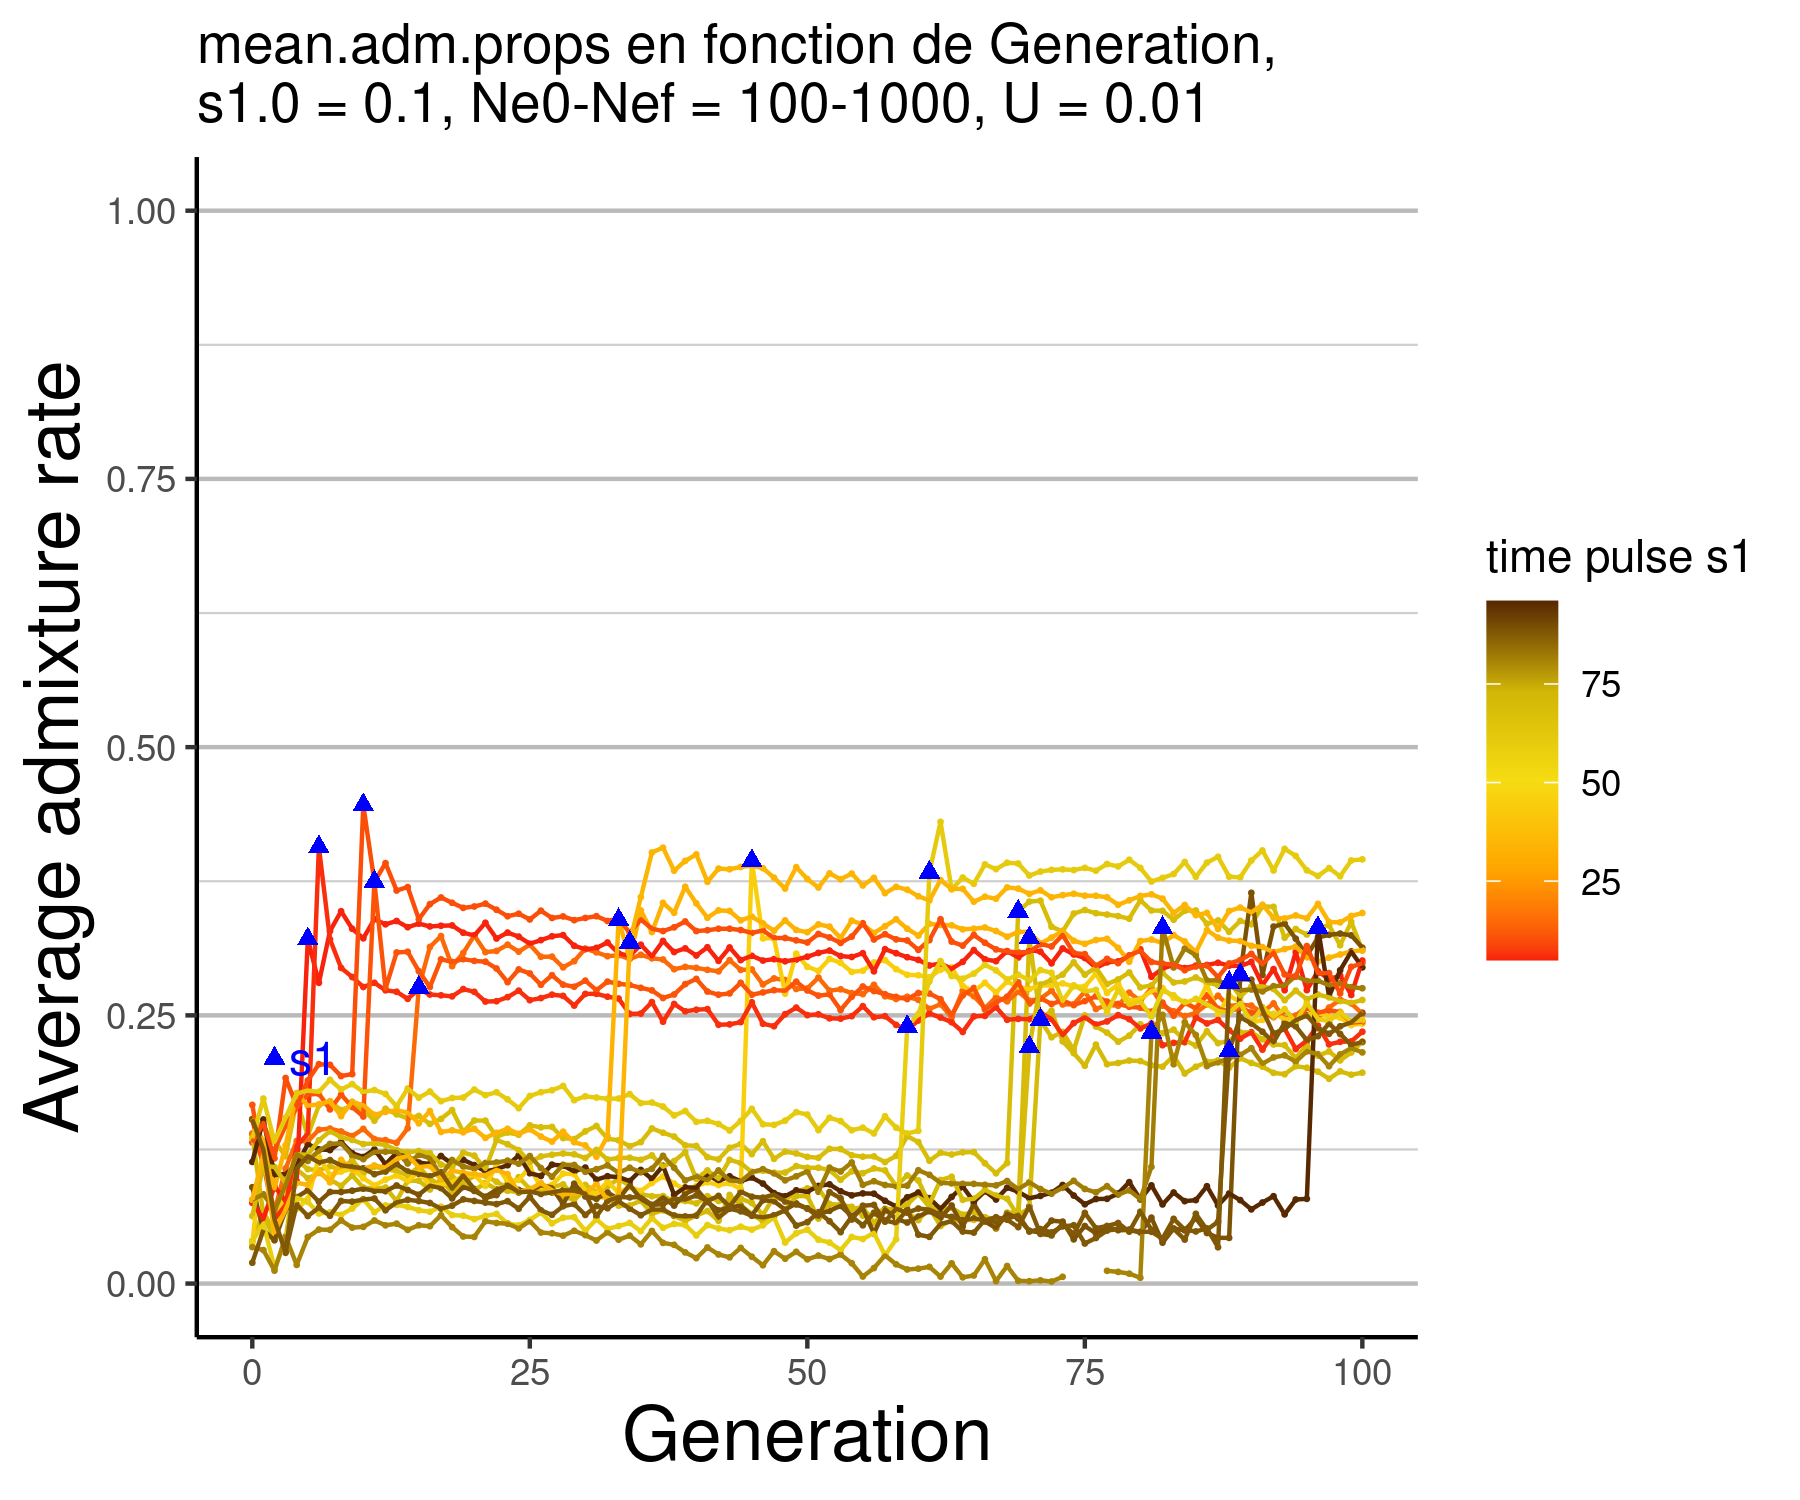 mean.adm.props en fonction de Generation,
s1.0 = 0.1, Ne0-Nef = 100-1000, U = 0.01
Average admixture rate
1.00
0.75
0.50
0.25
0.00
s1
0
25
50
75
100
Generation
time pulse s1
75
50
25